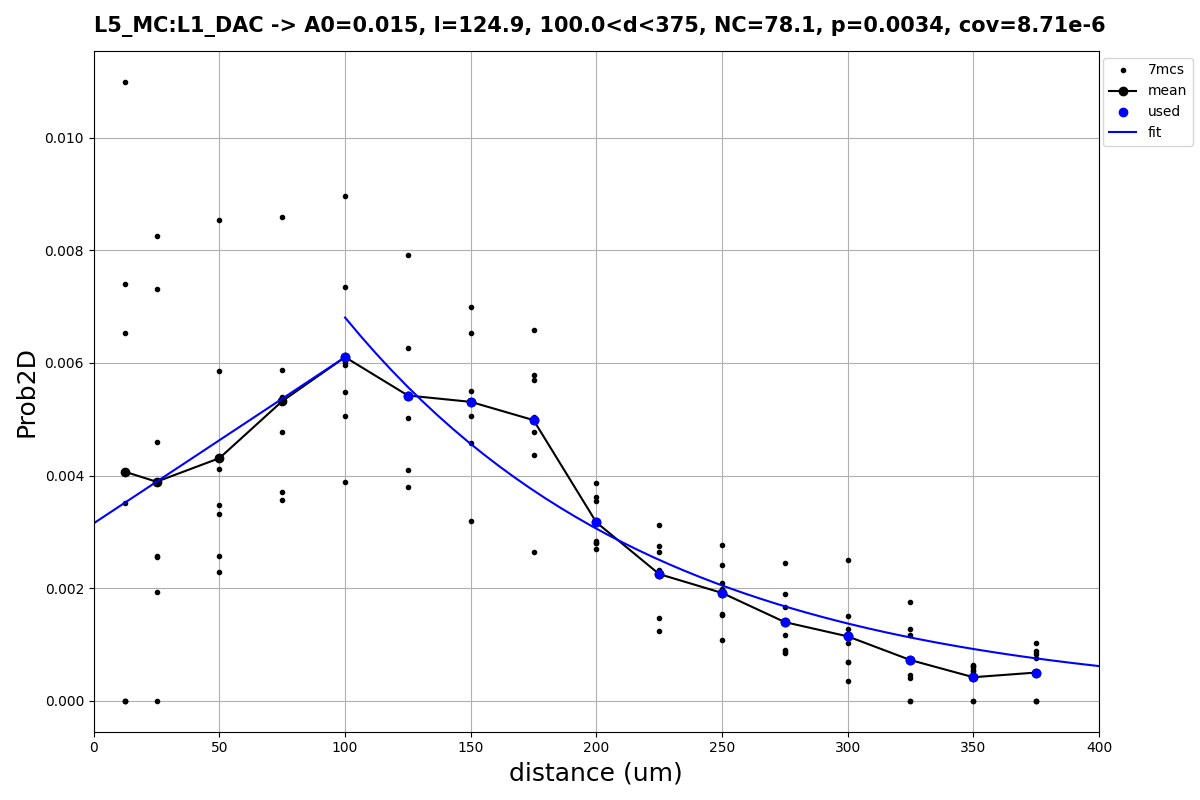 L5_MC:L1_DAC -> A0=0.015, l=124.9, 100.0<d<375, NC=78.1, p=0.0034, cov=8.71e-6
7mcs
mean
used
fit
0.010
0.008
0.006
0.004
0.002
0.000
Prob2D
0 50 100 150 200 250 300 350 400
distance (um)